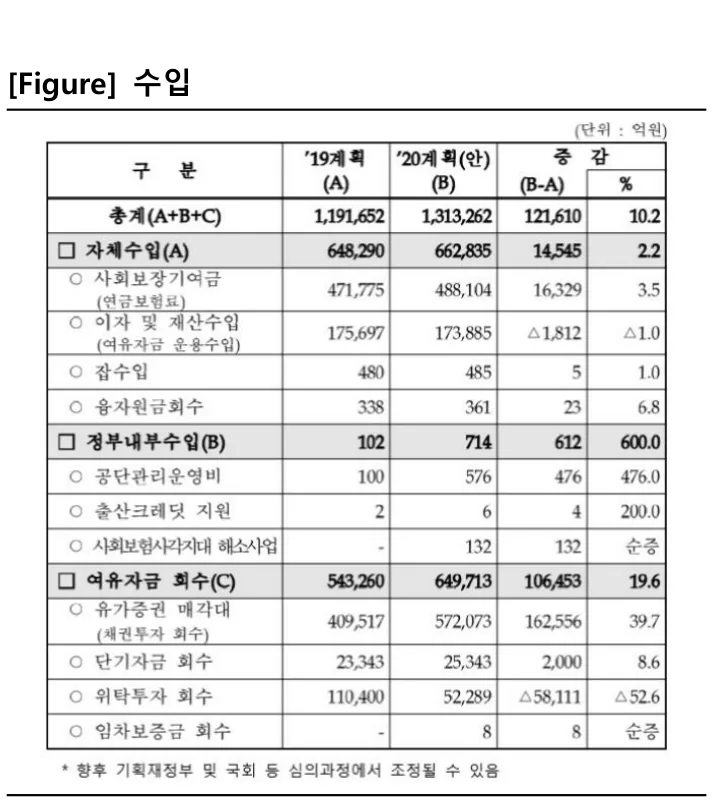 [Figure] 수입
(단위 : 억원)
구 분 '19계획 (A) '20계획(안) (B) 증 감
(B-A) %
총계(A+B+C) 1,191,652 1,313,262 121,610 10.2
□ 자체수입(A) 648,290 662,835 14,545 2.2
○ 사회보장기여금 471,775 488,104 16,329 3.5
(연금보험료)
○ 이자 및 재산수입 175,697 173,885 △1,812 △1.0
(여유자금 운용수입)
○ 잡수입 480 485 5 1.0
○ 융자원금회수 338 361 23 6.8
□ 정부내부수입(B) 102 714 612 600.0
○ 공단관리운영비 100 576 476 476.0
○ 출산크레딧 지원 2 6 4 200.0
○ 사회보험사각지대 해소사업 - 132 132 순증
□ 여유자금 회수(C) 543,260 649,713 106,453 19.6
○ 유가증권 매각대 409,517 572,073 162,556 39.7
(채권투자 회수)
○ 단기자금 회수 23,343 25,343 2,000 8.6
○ 위탁투자 회수 110,400 52,289 △58,111 △52.6
○ 임차보증금 회수 - 8 8 순증
* 향후 기획재정부 및 국회 등 심의과정에서 조정될 수 있음